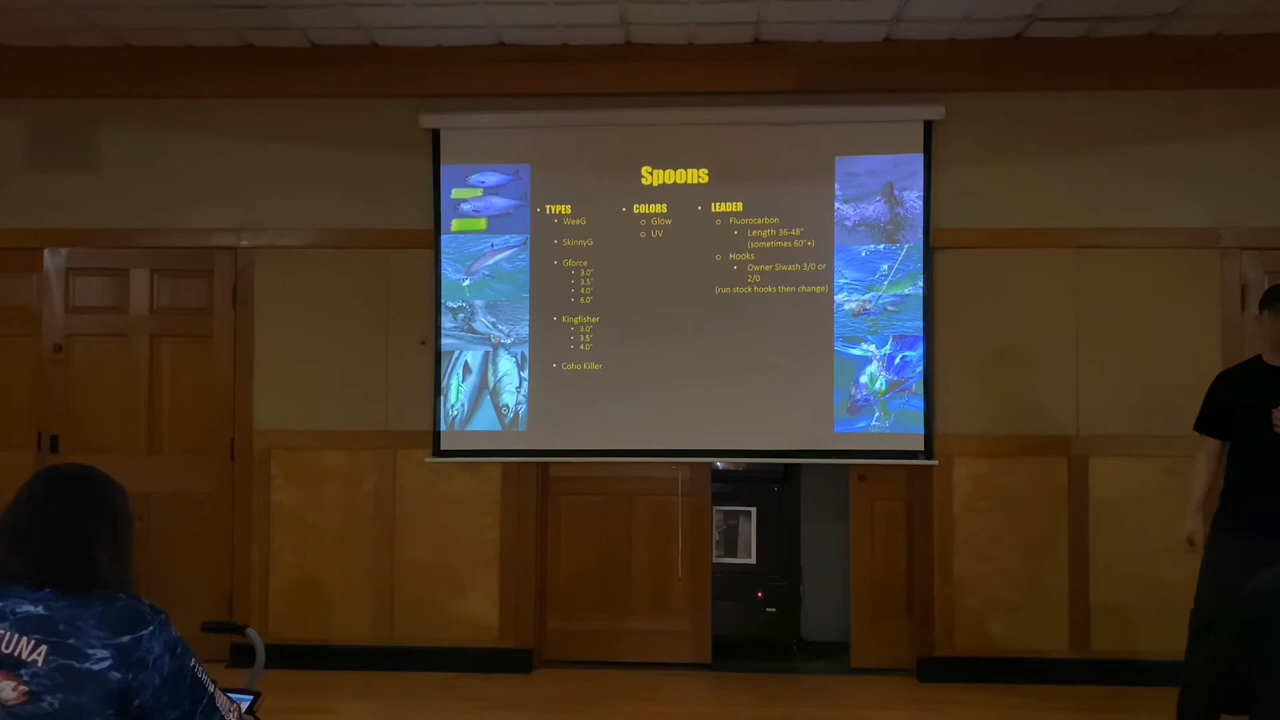 Spoons
• TYPES
• WeeG
• SkinnyG
• Gforce
• 3.0"
• 3.5"
• 4.0"
• 6.0"
• Kingfisher
• 3.0"
• 3.5"
• 4.0"
• Coho Killer
• COLORS
o Glow
o UV
• LEADER
o Fluorocarbon
• Length 36-48"
(sometimes 60"+)
o Hooks
• Owner Siwash 3/0 or
2/0
(run stock hooks then change)
TUNA